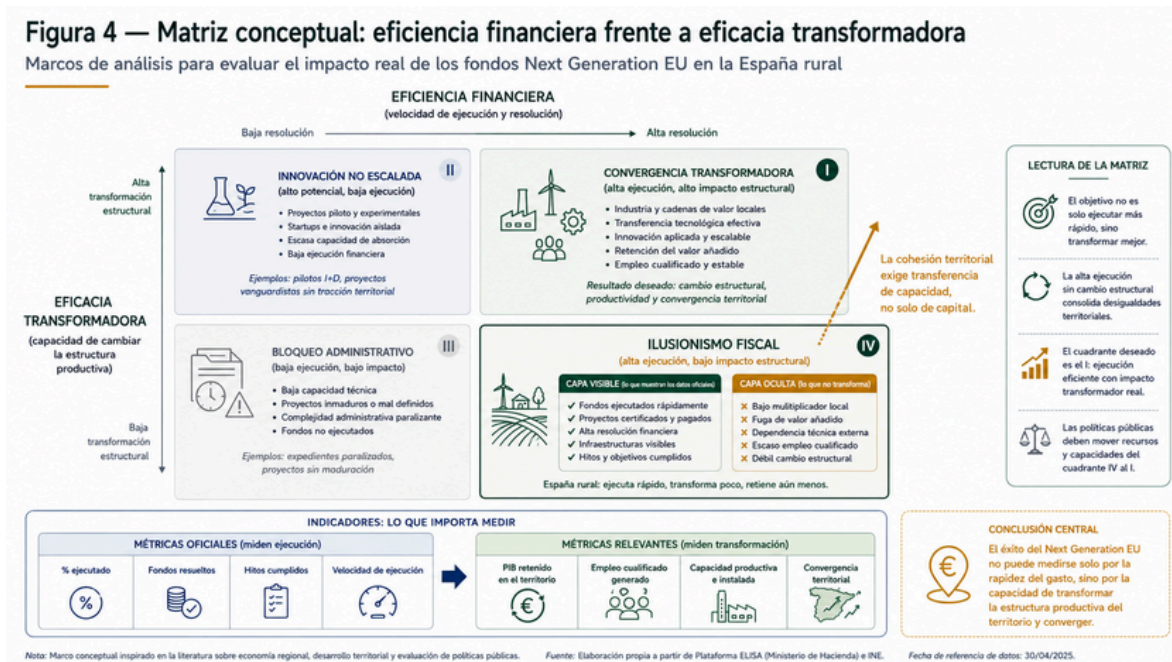 Figura 4 — Matriz conceptual: eficiencia financiera frente a eficacia transformadora
Marcos de análisis para evaluar el impacto real de los fondos Next Generation EU en la España rural
EFICIENCIA FINANCIERA
(velocidad de ejecución y resolución)
Baja resolución
Alta resolución
Alta
transformación
estructural
EFICACIA
TRANSFORMADORA
(capacidad de cambiar
la estructura
productiva)
Baja
transformación
estructural
II
INNOVACIÓN NO ESCALADA
(alto potencial, baja ejecución)
• Proyectos piloto y experimentales
• Startups e innovación aislada
• Escasa capacidad de absorción
• Baja ejecución financiera
Ejemplos: pilotos I+D, proyectos
vanguardistas sin tracción territorial
I
CONVERGENCIA TRANSFORMADORA
(alta ejecución, alto impacto estructural)
• Industria y cadenas de valor locales
• Transferencia tecnológica efectiva
• Innovación aplicada y escalable
• Retención del valor añadido
• Empleo cualificado y estable
Resultado deseado: cambio estructural,
productividad y convergencia territorial
III
BLOQUEO ADMINISTRATIVO
(baja ejecución, bajo impacto)
• Baja capacidad técnica
• Proyectos inmaduros o mal definidos
• Complejidad administrativa paralizante
• Fondos no ejecutados
Ejemplos: expedientes paralizados,
proyectos sin maduración
IV
ILUSIONISMO FISCAL
(alta ejecución, bajo impacto estructural)
CAPA VISIBLE (lo que muestran los datos oficiales)
✓ Fondos ejecutados rápidamente
✓ Proyectos certificados y pagados
✓ Alta resolución financiera
✓ Infraestructuras visibles
✓ Hitos y objetivos cumplidos
CAPA OCULTA (lo que no transforma)
✗ Bajo mulitiplicador local
✗ Fuga de valor añadido
✗ Dependencia técnica externa
✗ Escaso empleo cualificado
✗ Débil cambio estructural
España rural: ejecuta rápido, transforma poco, retiene aún menos.
La cohesión territorial
exige transferencia
de capacidad,
no solo de capital.
LECTURA DE LA MATRIZ
El objetivo no es
solo ejecutar más
rápido, sino
transformar mejor.
La alta ejecución
sin cambio estructural
consolida desigualdades
territoriales.
El cuadrante deseado
es el I: ejecución
eficiente con impacto
transformador real.
Las políticas públicas
deben mover recursos
y capacidades del
cuadrante IV al I.
INDICADORES: LO QUE IMPORTA MEDIR
MÉTRICAS OFICIALES (miden ejecución)
% ejecutado
Fondos resueltos
Hitos cumplidos
Velocidad de ejecución
%
MÉTRICAS RELEVANTES (miden transformación)
PIB retenido
en el territorio
Empleo cualificado
generado
Capacidad productiva
e instalada
Convergencia
territorial
€
CONCLUSIÓN CENTRAL
€
El éxito del Next Generation EU
no puede medirse solo por la
rapidez del gasto, sino por la
capacidad de transformar
la estructura productiva del
territorio y converger.
Nota: Marco conceptual inspirado en la literatura sobre economía regional, desarrollo territorial y evaluación de políticas públicas.
Fuente: Elaboración propia a partir de Plataforma ELISA (Ministerio de Hacienda) e INE.
Fecha de referencia de datos: 30/04/2025.